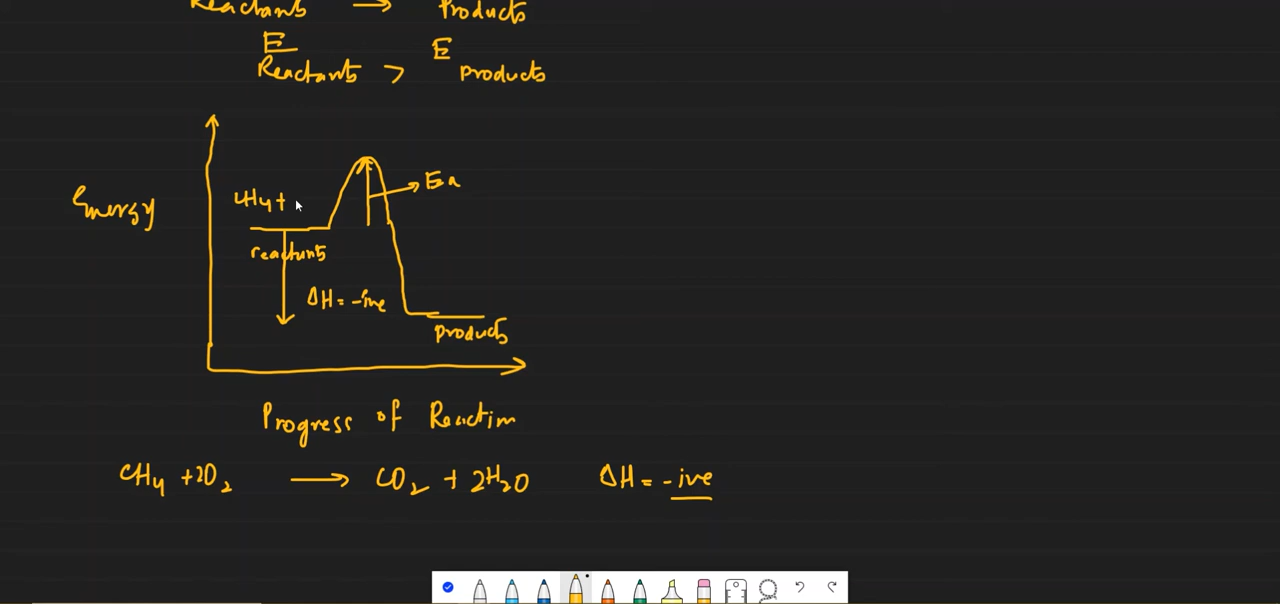 Reactants → Products
E E
Reactants > products
Energy
CH4 +
Ea
reactants
ΔH = -ive
products
Progress of Reaction
CH4 + 2O2 → CO2 + 2H2O ΔH = -ive